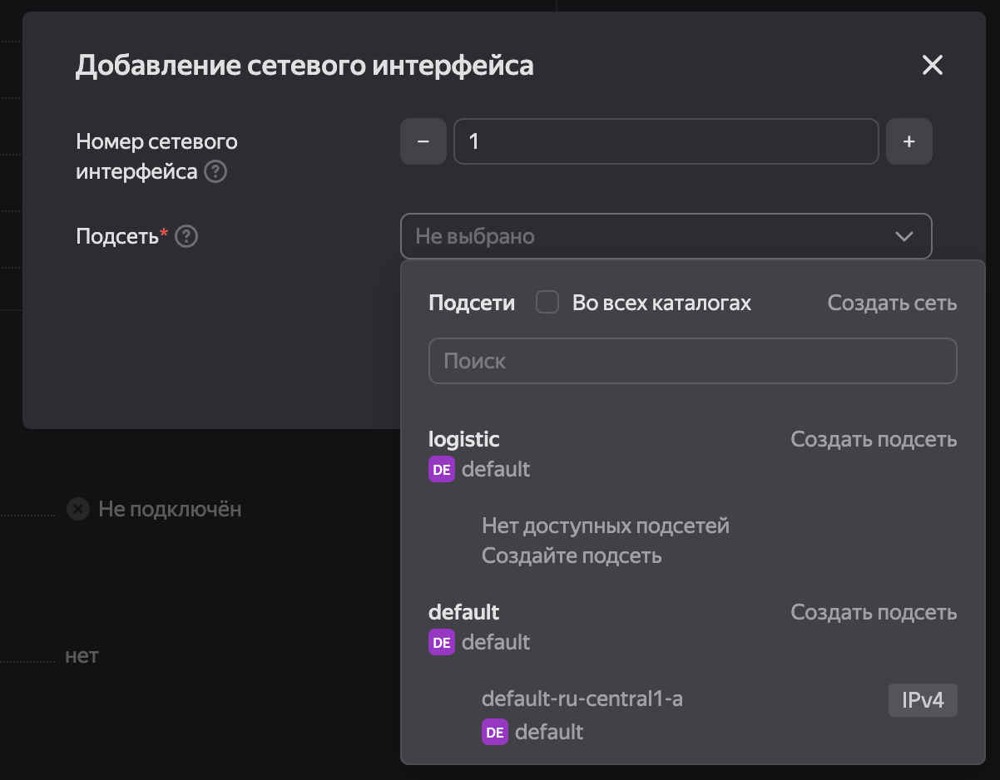 Добавление сетевого интерфейса
Номер сетевого
интерфейса ?
− 1 +
Подсеть* ?
Не выбрано
Подсети Во всех каталогах Создать сеть
Поиск
logistic Создать подсеть
DE default
Нет доступных подсетей
Создайте подсеть
default Создать подсеть
DE default
default-ru-central1-a IPv4
DE default
Не подключён
нет